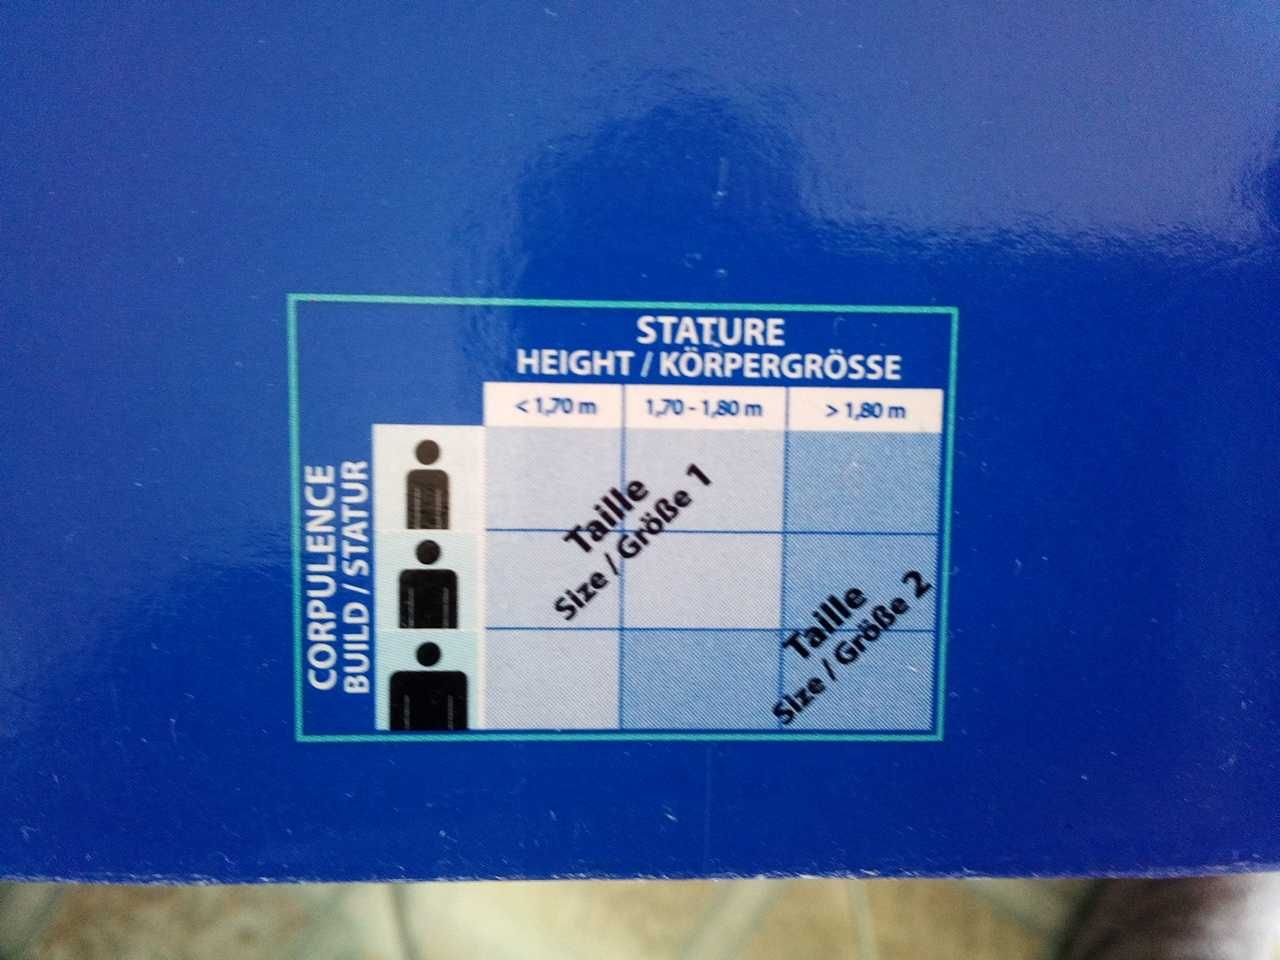 STATURE
HEIGHT / KÖRPERGRÖSSE
< 1,70 m
1,70 - 1,80 m
> 1,80 m
CORPULENCE
BUILD / STATUR
Taille
Size / Größe 1
Taille
Size / Größe 2